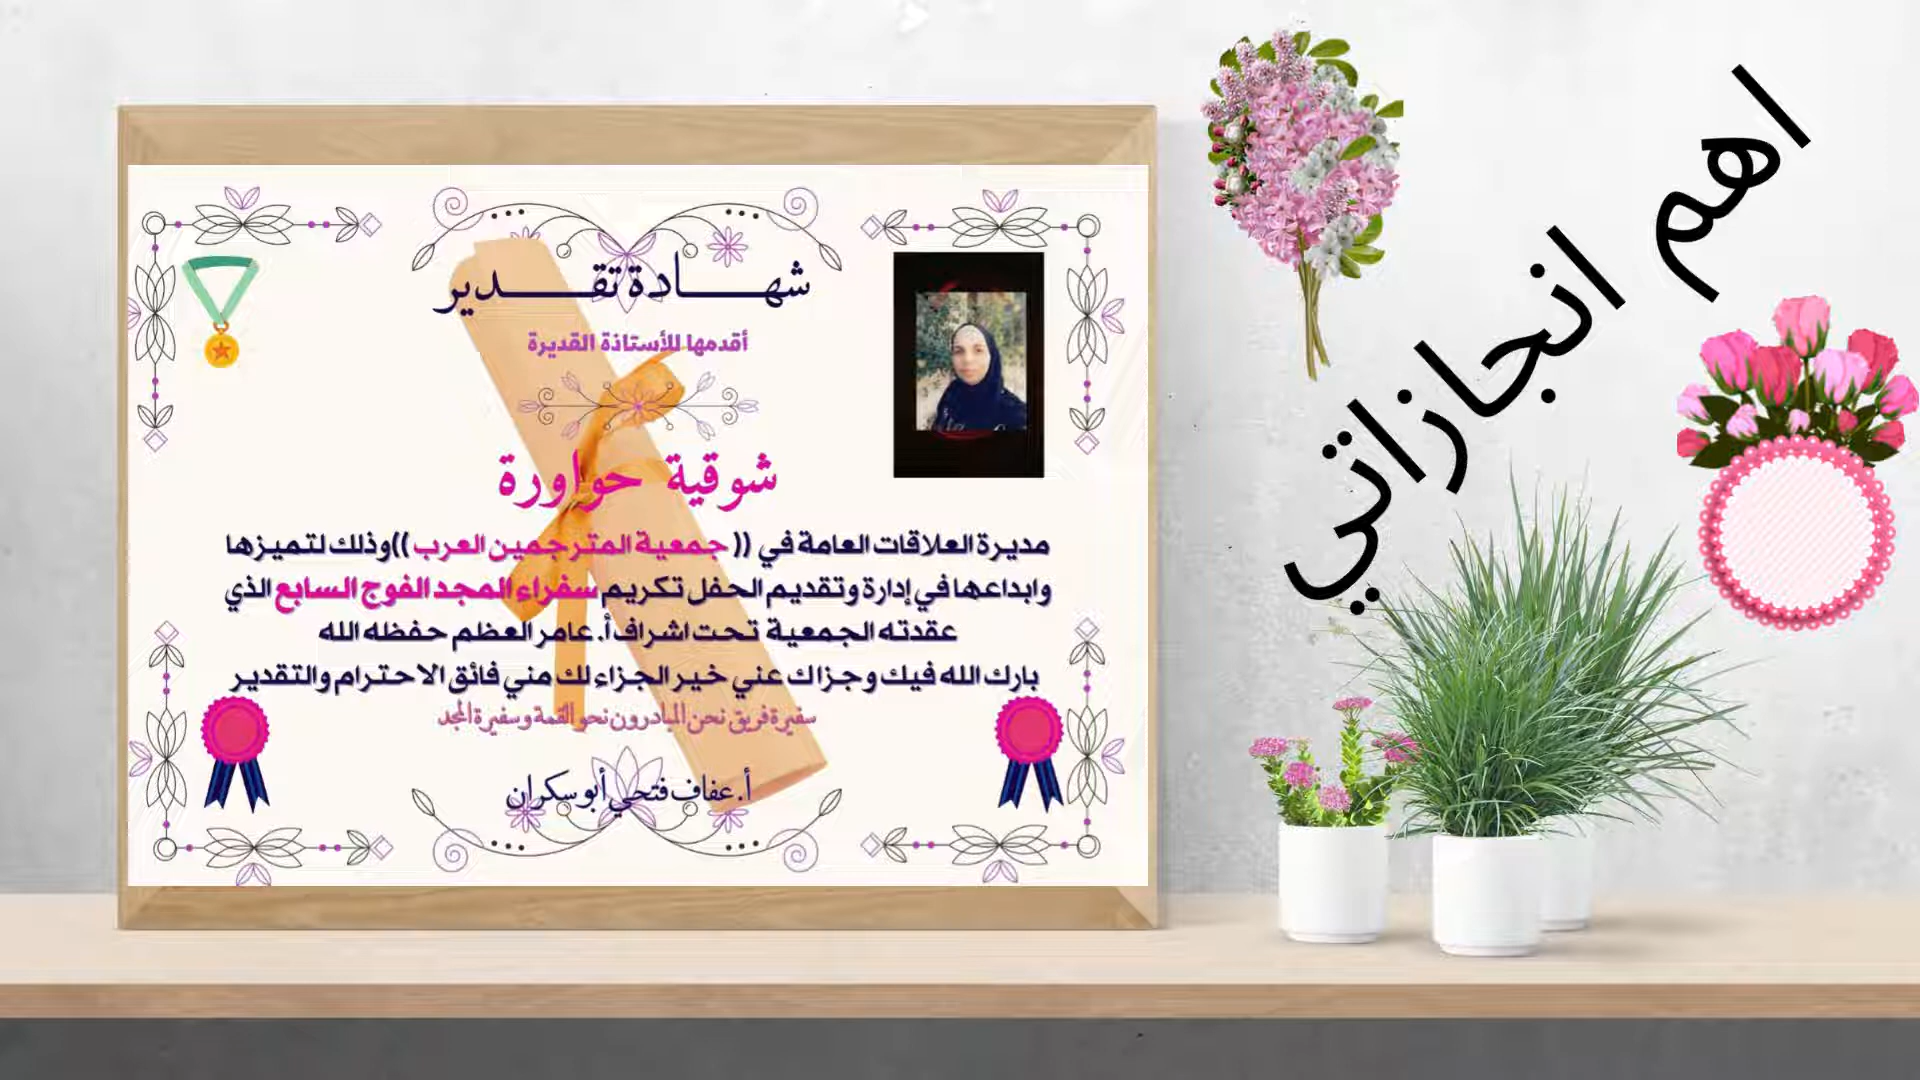 شهادة تقدير
أقدمها للأستاذة القديرة
شوقية حواورة
مديرة العلاقات العامة في ((جمعية المترجمين العرب))وذلك لتميزها
وابداعها في إدارة وتقديم الحفل تكريم سفراء المجد الفوج السابع الذي
عقدته الجمعية تحت اشراف أ. عامر العظم حفظه الله
بارك الله فيك وجزاك عني خير الجزاء لك مني فائق الاحترام والتقدير
سفيرة فريق نحن المبادرون نحو القمة وسفيرة المجد
أ. عفاف فتحي أبو سكران
اهم انجازاتي